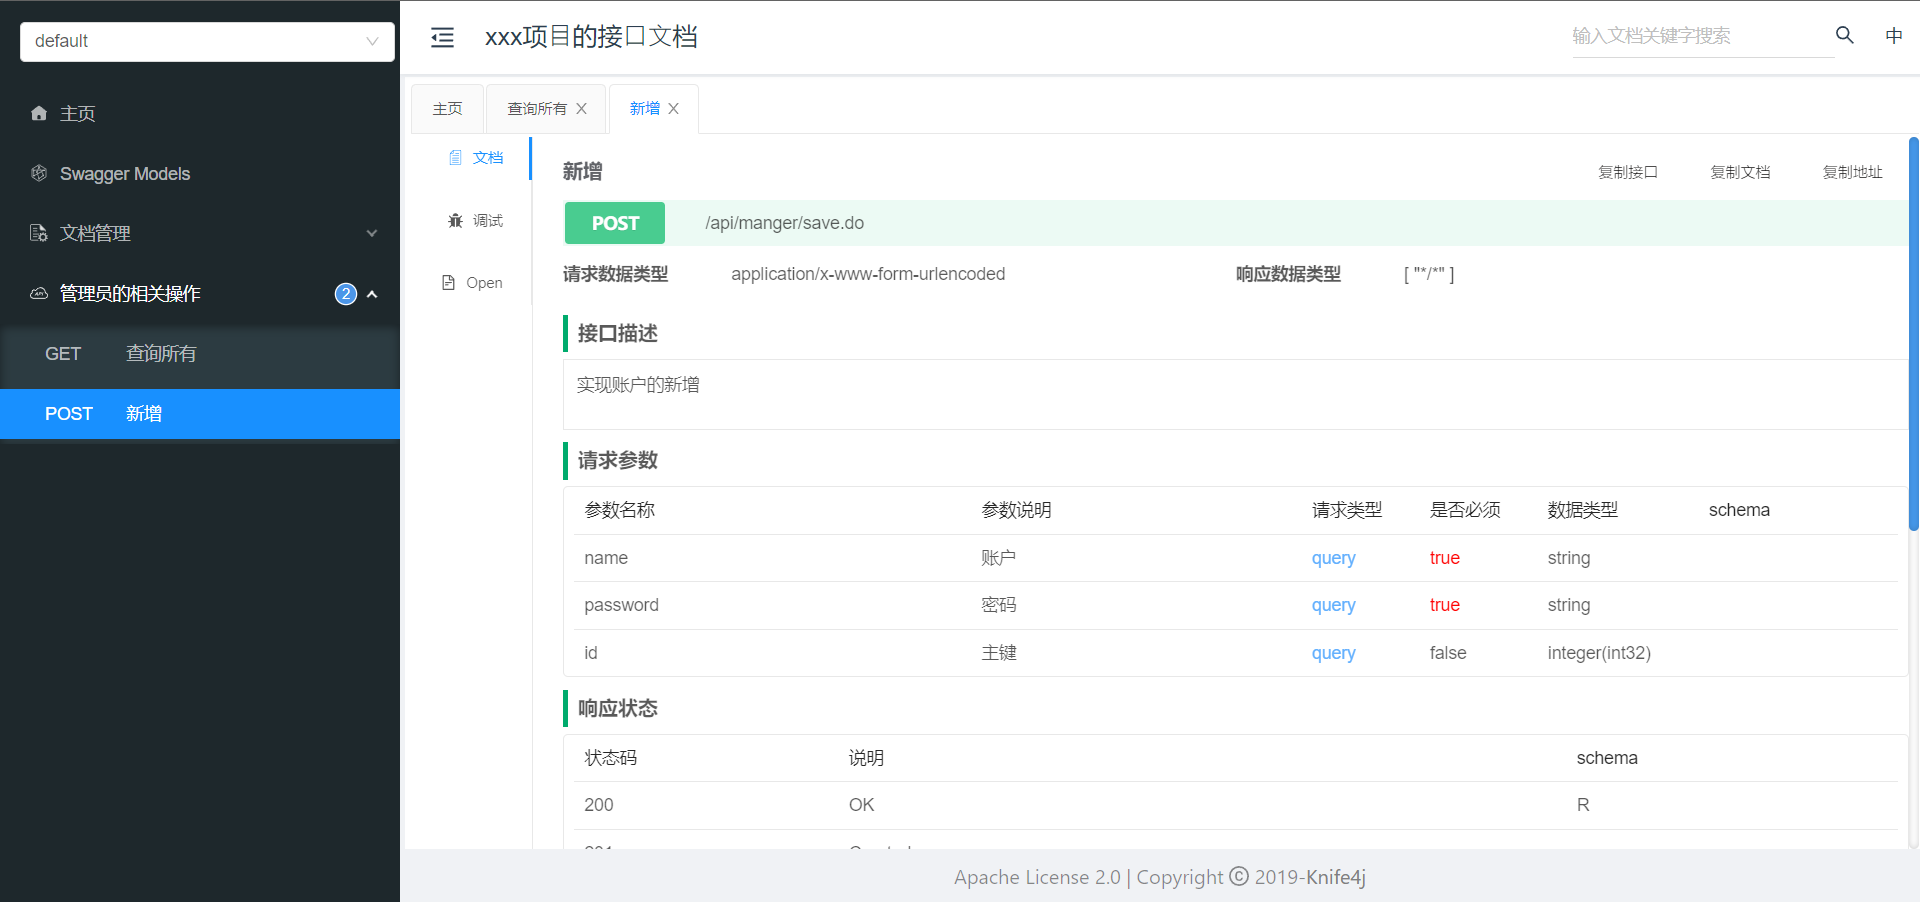 default
主页
Swagger Models
文档管理
管理员的相关操作 2
GET 查询所有
POST 新增
xxx项目的接口文档
输入文档关键字搜索
中
主页 查询所有 新增
文档
调试
Open
新增 复制接口 复制文档 复制地址
POST /api/manger/save.do
请求数据类型 application/x-www-form-urlencoded 响应数据类型 [ "*/*" ]
接口描述
实现账户的新增
请求参数
参数名称 参数说明 请求类型 是否必须 数据类型 schema
name 账户 query true string
password 密码 query true string
id 主键 query false integer(int32)
响应状态
状态码 说明 schema
200 OK R
Apache License 2.0 | Copyright © 2019-Knife4j